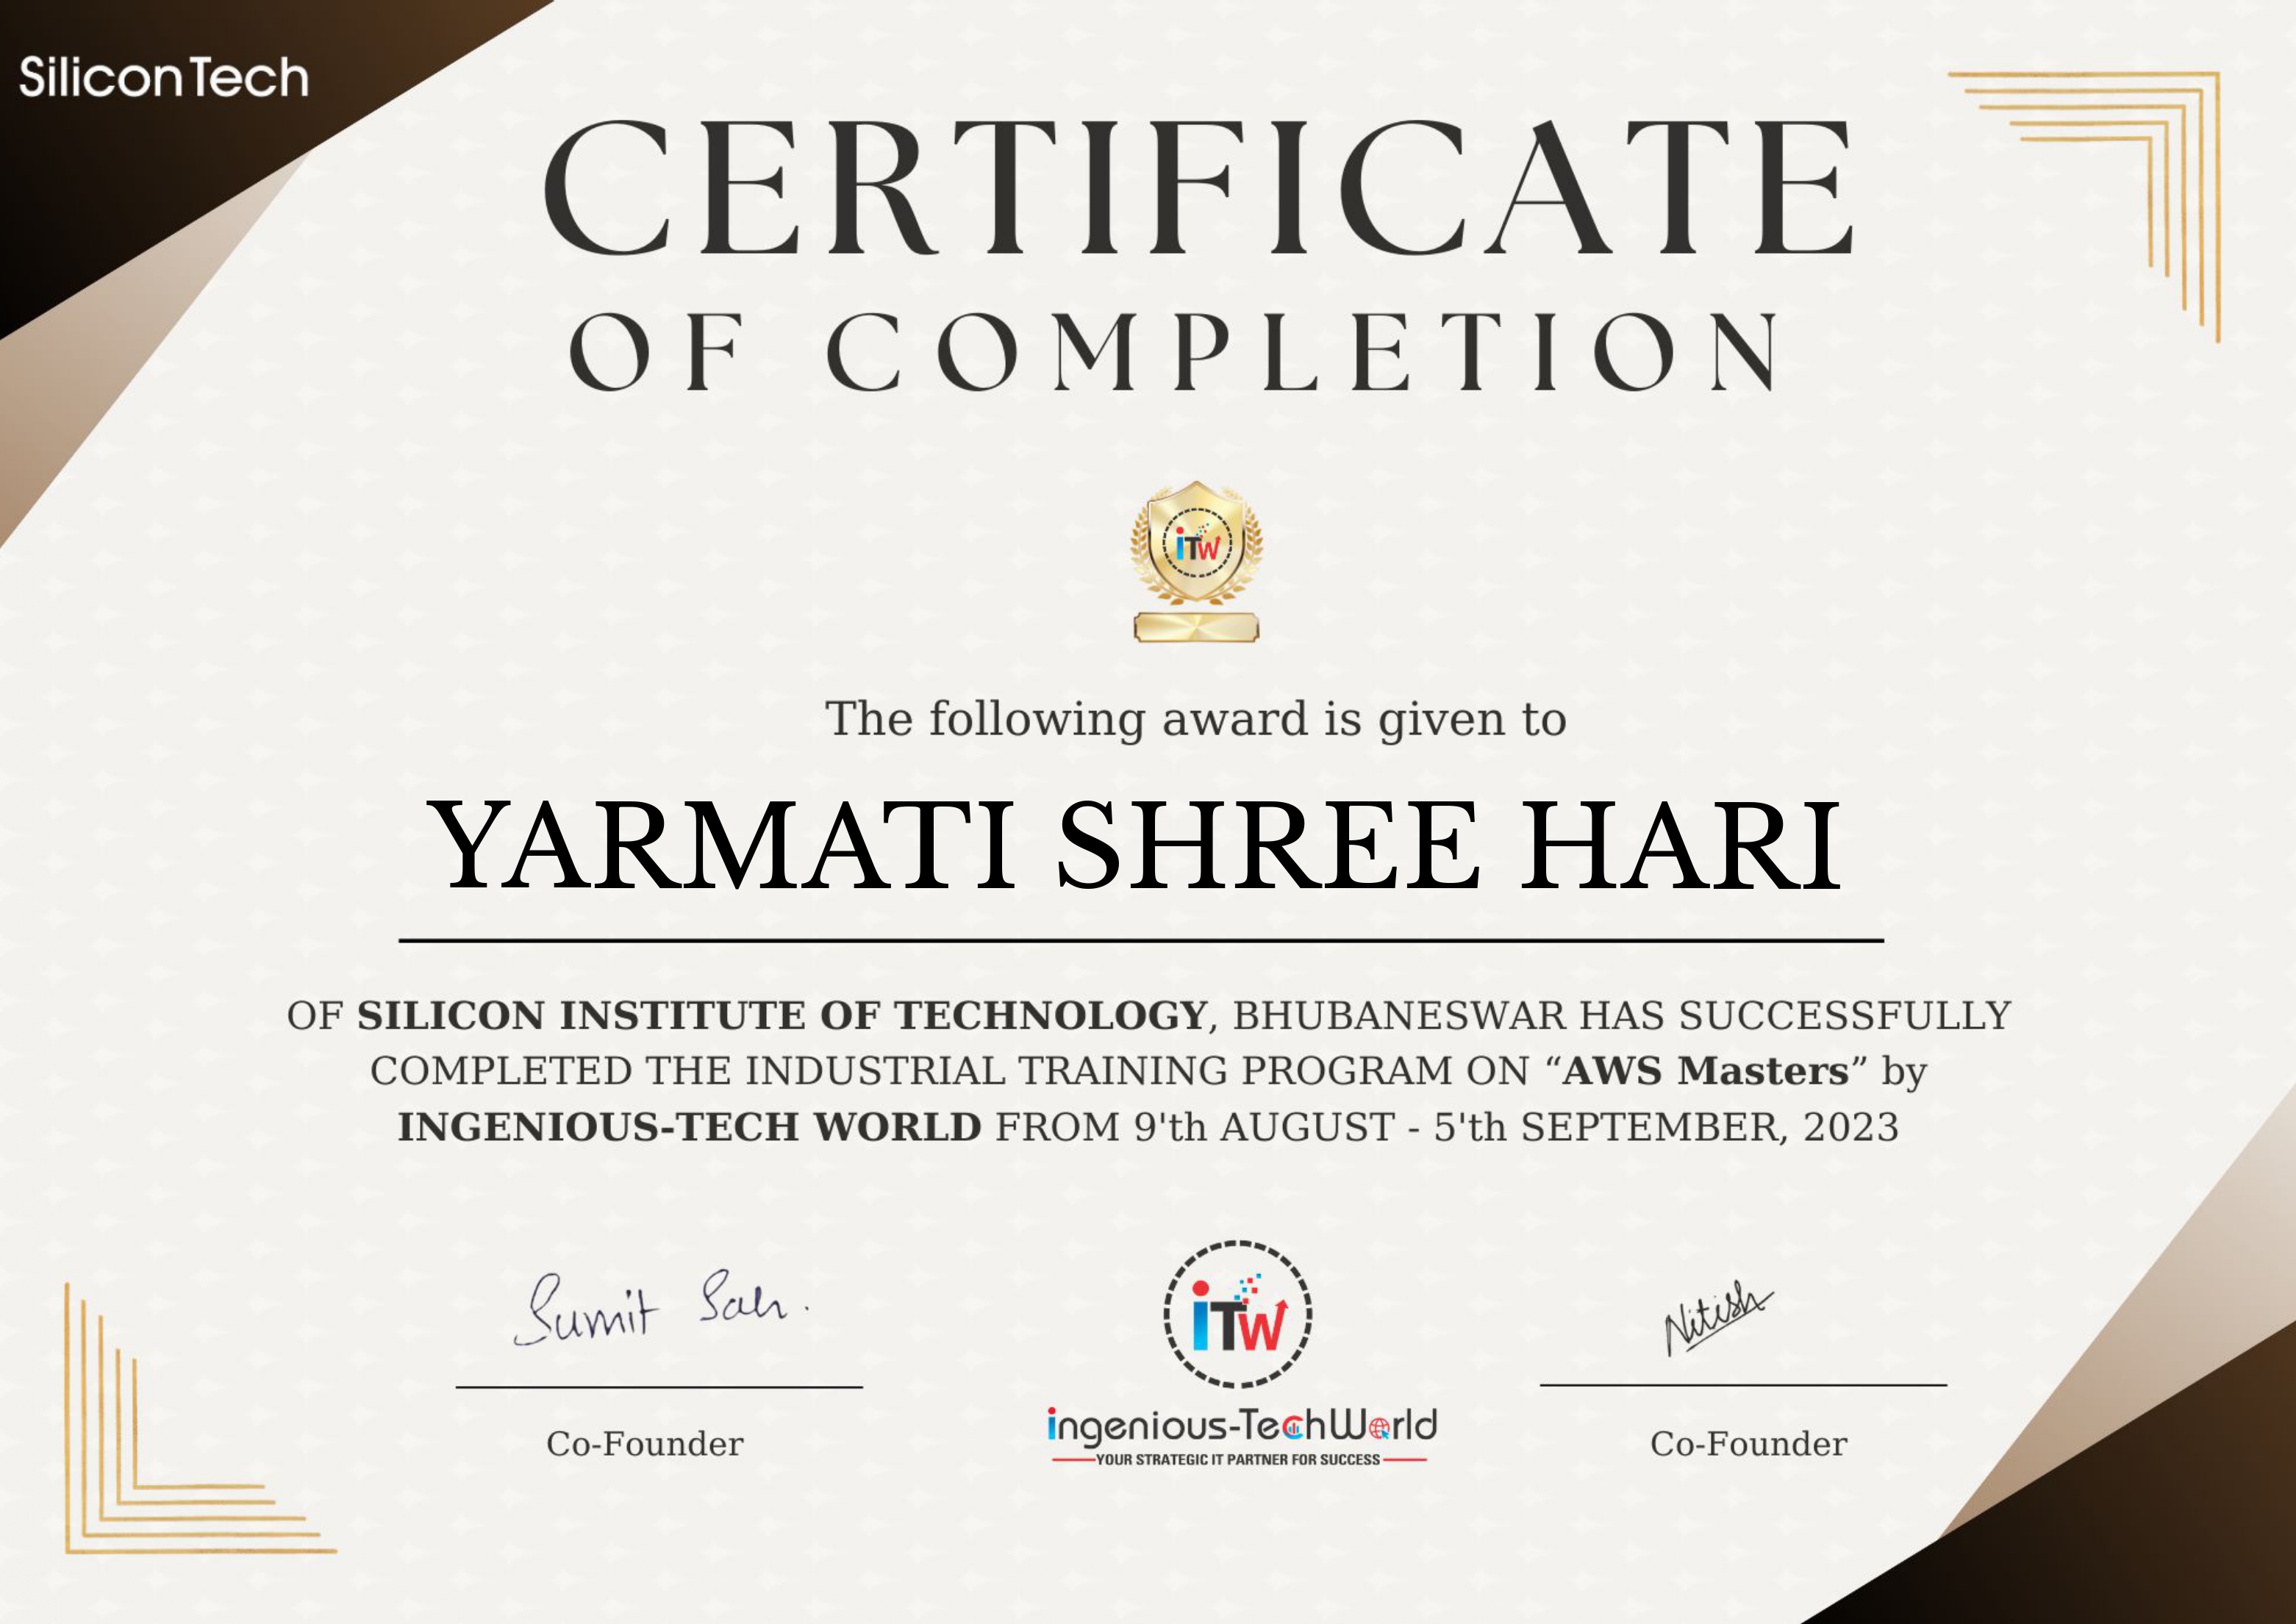 SiliconTech
CERTIFICATE
OF COMPLETION
iTW
The following award is given to
YARMATI SHREE HARI
OF SILICON INSTITUTE OF TECHNOLOGY, BHUBANESWAR HAS SUCCESSFULLY
COMPLETED THE INDUSTRIAL TRAINING PROGRAM ON “AWS Masters” by
INGENIOUS-TECH WORLD FROM 9'th AUGUST - 5'th SEPTEMBER, 2023
Sumit Sah.
Co-Founder
iTW
ingenious-TechWorld
YOUR STRATEGIC IT PARTNER FOR SUCCESS
Nitish
Co-Founder